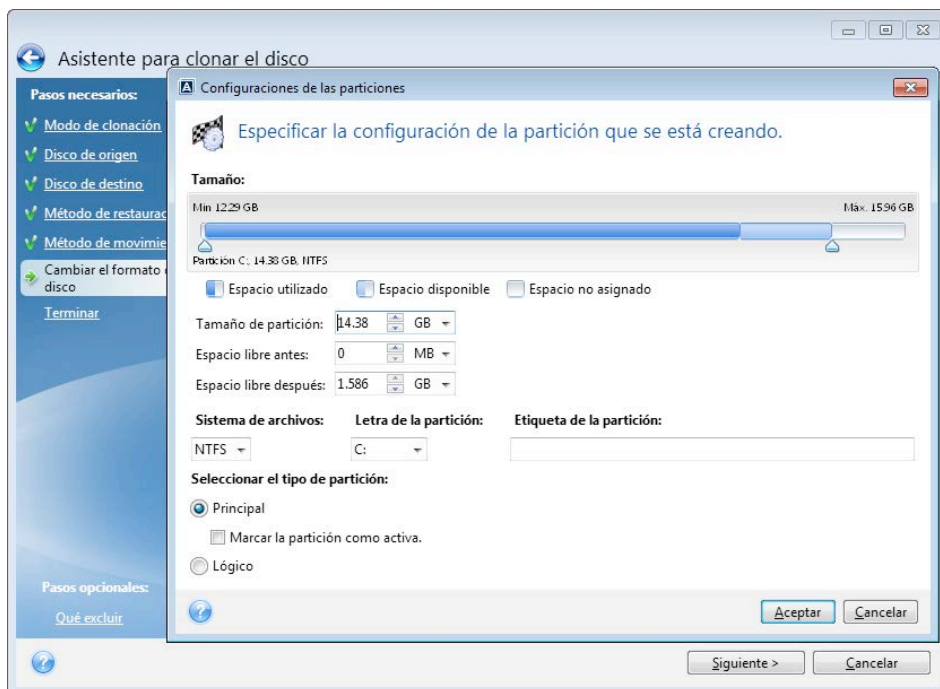 Asistente para clonar el disco
Pasos necesarios:
Modo de clonación
Disco de origen
Disco de destino
Método de restaurac
Método de movimie
Cambiar el formato
disco
Terminar
Pasos opcionales:
Qué excluir
Configuraciones de las particiones
Especificar la configuración de la partición que se está creando.
Tamaño:
Mín 12.29 GB Máx. 15.96 GB
Partición C:, 14.38 GB, NTFS
Espacio utilizado Espacio disponible Espacio no asignado
Tamaño de partición: 14.38 GB
Espacio libre antes: 0 MB
Espacio libre después: 1.586 GB
Sistema de archivos: Letra de la partición: Etiqueta de la partición:
NTFS C:
Seleccionar el tipo de partición:
Principal
Marcar la partición como activa.
Lógico
Aceptar Cancelar
Siguiente > Cancelar